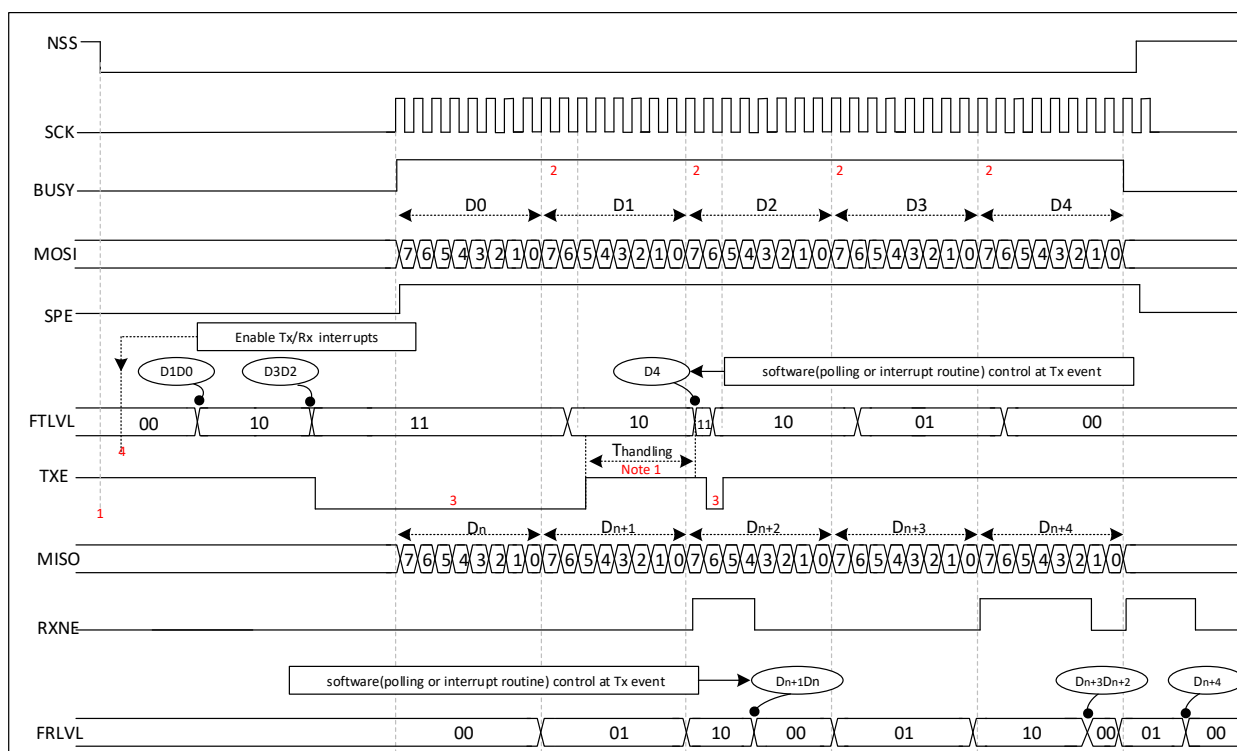 NSS
SCK
2 2 2 2
BUSY
D0 D1 D2 D3 D4
MOSI 7 6 5 4 3 2 1 0 7 6 5 4 3 2 1 0 7 6 5 4 3 2 1 0 7 6 5 4 3 2 1 0 7 6 5 4 3 2 1 0
SPE
Enable Tx/Rx interrupts
D1D0 D3D2 D4 software(polling or interrupt routine) control at Tx event
FTLVL 00 10 11 10 11 10 01 00
4 Thandling
TXE Note 1
3 3
1
Dn Dn+1 Dn+2 Dn+3 Dn+4
MISO 7 6 5 4 3 2 1 0 7 6 5 4 3 2 1 0 7 6 5 4 3 2 1 0 7 6 5 4 3 2 1 0 7 6 5 4 3 2 1 0
RXNE
software(polling or interrupt routine) control at Tx event Dn+1Dn Dn+3Dn+2 Dn+4
FRLVL 00 01 10 00 01 10 00 01 00